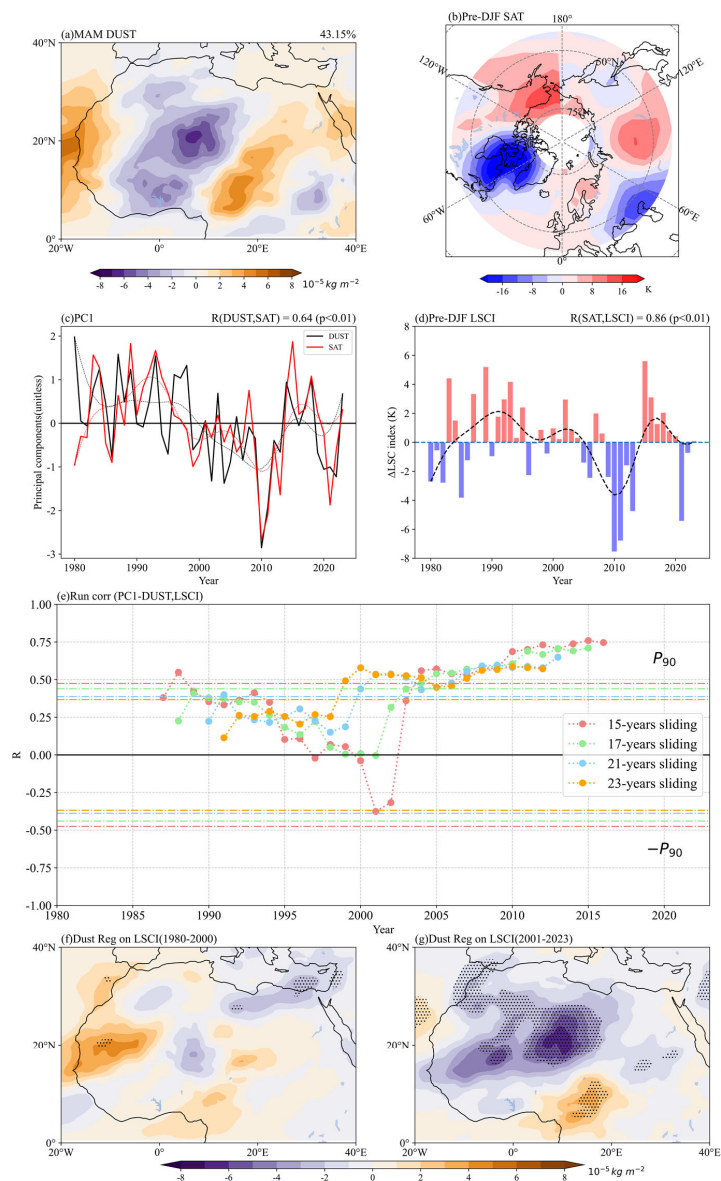 (a)MAM DUST 43.15%
40°N
20°N
0°
20°W 0° 20°E 40°E
-8 -6 -4 -2 0 2 4 6 8 10⁻⁵ kg m⁻²
(b)Pre-DJF SAT
180°
120°W 50°N 120°E
75°N
60°W 60°E
0°
-16 -8 0 8 16
K
(c)PC1 R(DUST,SAT) = 0.64 (p<0.01)
DUST
SAT
Principal components(unitless)
2
1
0
-1
-2
-3
1980 1990 2000 2010 2020
Year
(d)Pre-DJF LSCI R(SAT,LSCI) = 0.86 (p<0.01)
ΔLSC index (K)
8
6
4
2
0
-2
-4
-6
-8
1980 1990 2000 2010 2020
Year
(e)Run corr (PC1-DUST,LSCI)
R
1.00
0.75
0.50
0.25
0.00
-0.25
-0.50
-0.75
-1.00
P₉₀
15-years sliding
17-years sliding
21-years sliding
23-years sliding
−P₉₀
1980 1985 1990 1995 2000 2005 2010 2015 2020
Year
(f)Dust Reg on LSCI(1980-2000)
40°N
20°N
0°
20°W 0° 20°E 40°E
(g)Dust Reg on LSCI(2001-2023)
40°N
20°N
0°
20°W 0° 20°E 40°E
-8 -6 -4 -2 0 2 4 6 8 10⁻⁵ kg m⁻²